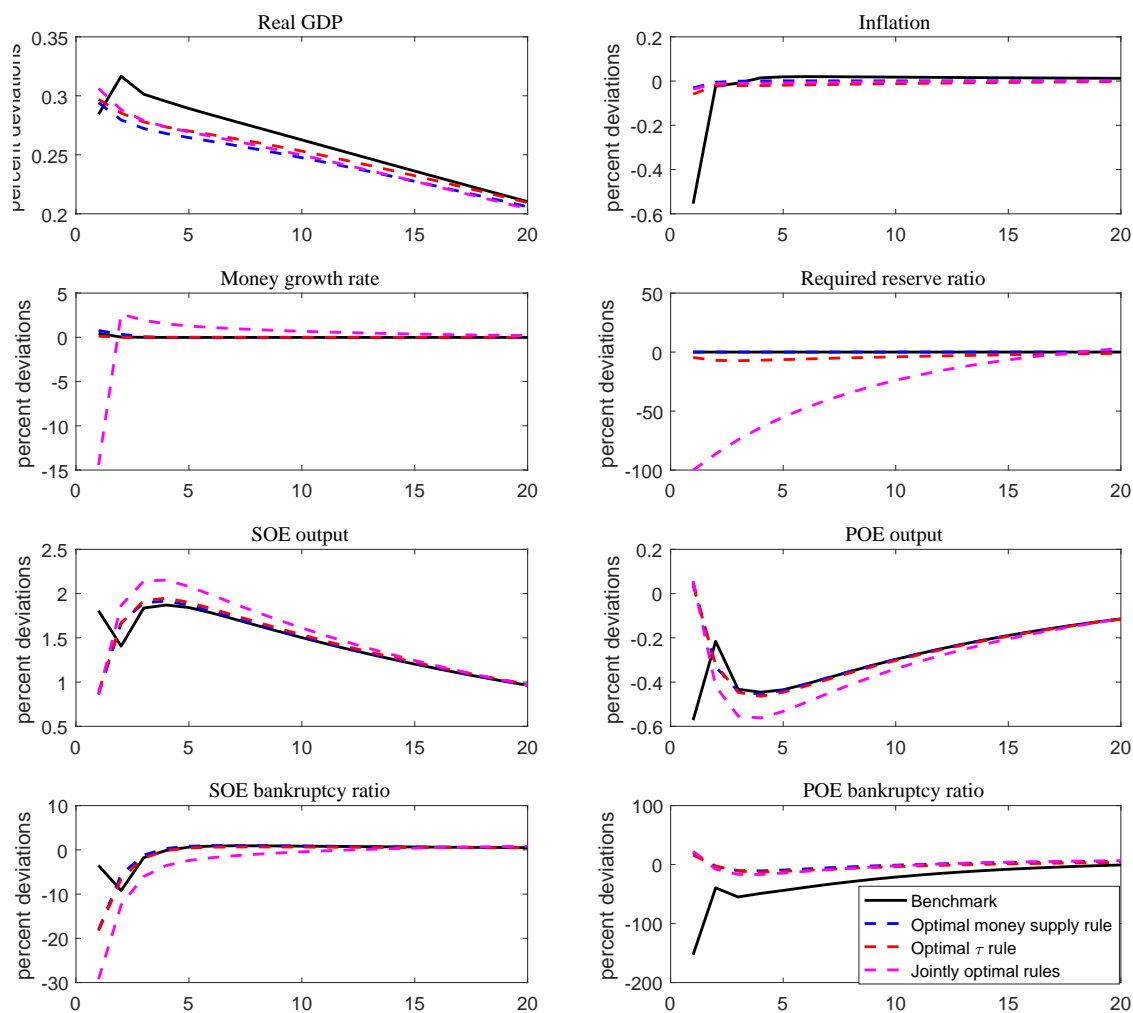 Real GDP
percent deviations
0.35
0.3
0.25
0.2
0 5 10 15 20
Inflation
percent deviations
0.2
0
-0.2
-0.4
-0.6
0 5 10 15 20
Money growth rate
percent deviations
5
0
-5
-10
-15
0 5 10 15 20
Required reserve ratio
percent deviations
50
0
-50
-100
0 5 10 15 20
SOE output
percent deviations
2.5
2
1.5
1
0.5
0 5 10 15 20
POE output
percent deviations
0.2
0
-0.2
-0.4
-0.6
0 5 10 15 20
SOE bankruptcy ratio
percent deviations
10
0
-10
-20
-30
0 5 10 15 20
POE bankruptcy ratio
percent deviations
100
0
-100
-200
0 5 10 15 20
Benchmark
Optimal money supply rule
Optimal τ rule
Jointly optimal rules